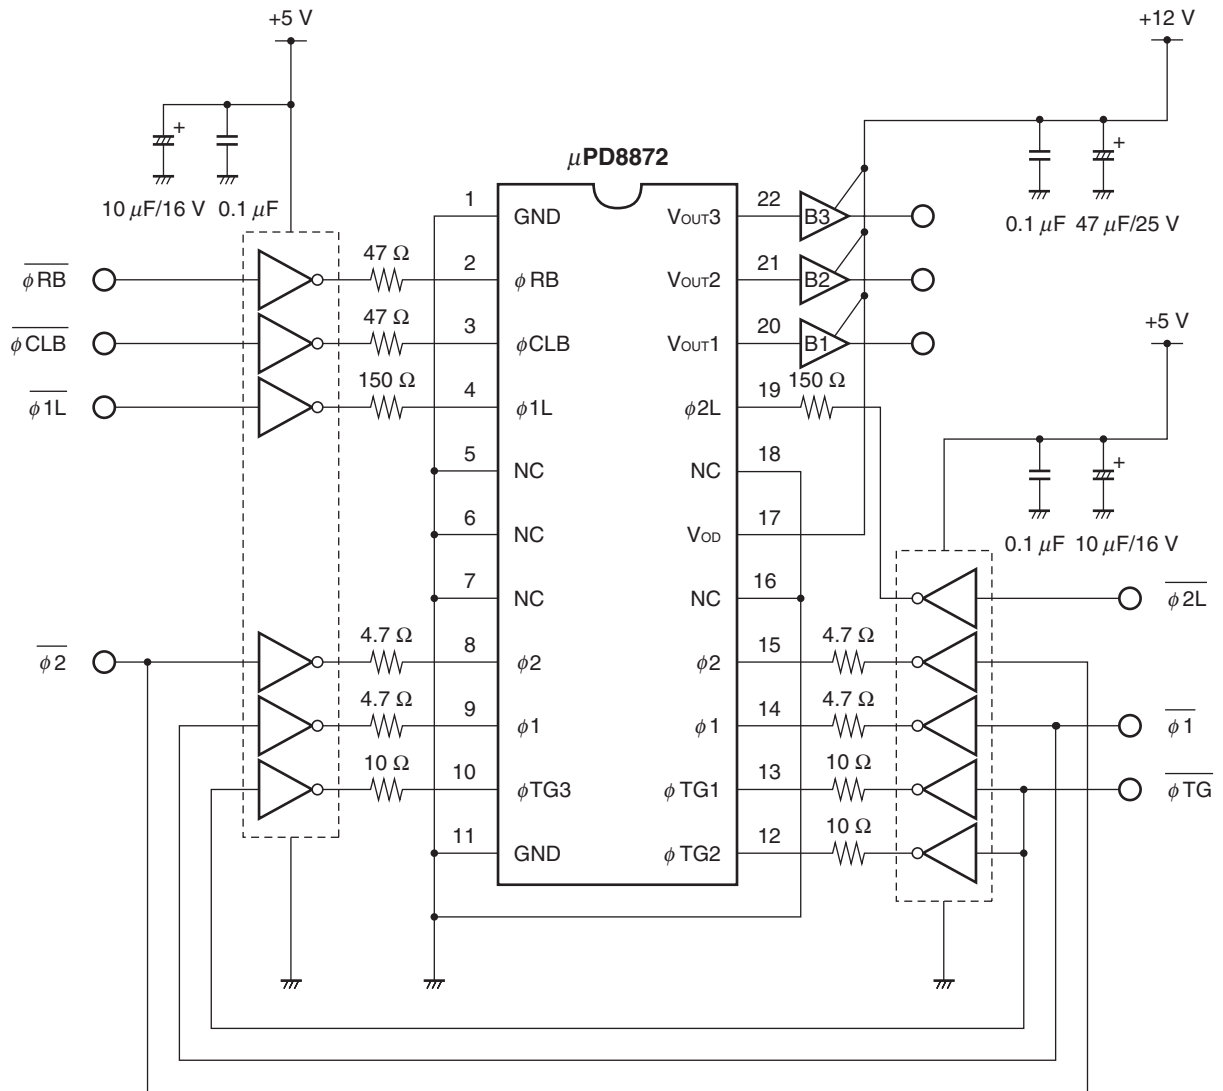 +5 V
+12 V
10 μF/16 V 0.1 μF
μPD8872
0.1 μF 47 μF/25 V
1 GND
VOUT3 22 B3
φRB 47 Ω 2 φRB
VOUT2 21 B2
φCLB 47 Ω 3 φCLB
VOUT1 20 B1
+5 V
φ1L 150 Ω 4 φ1L
φ2L 19 150 Ω
5 NC
NC 18
6 NC
VOD 17
0.1 μF 10 μF/16 V
7 NC
NC 16
φ2L
φ2 4.7 Ω 8 φ2
φ2 15 4.7 Ω
4.7 Ω 9 φ1
φ1 14 4.7 Ω
φ1
10 Ω 10 φTG3
φTG1 13 10 Ω
φTG
11 GND
φTG2 12 10 Ω